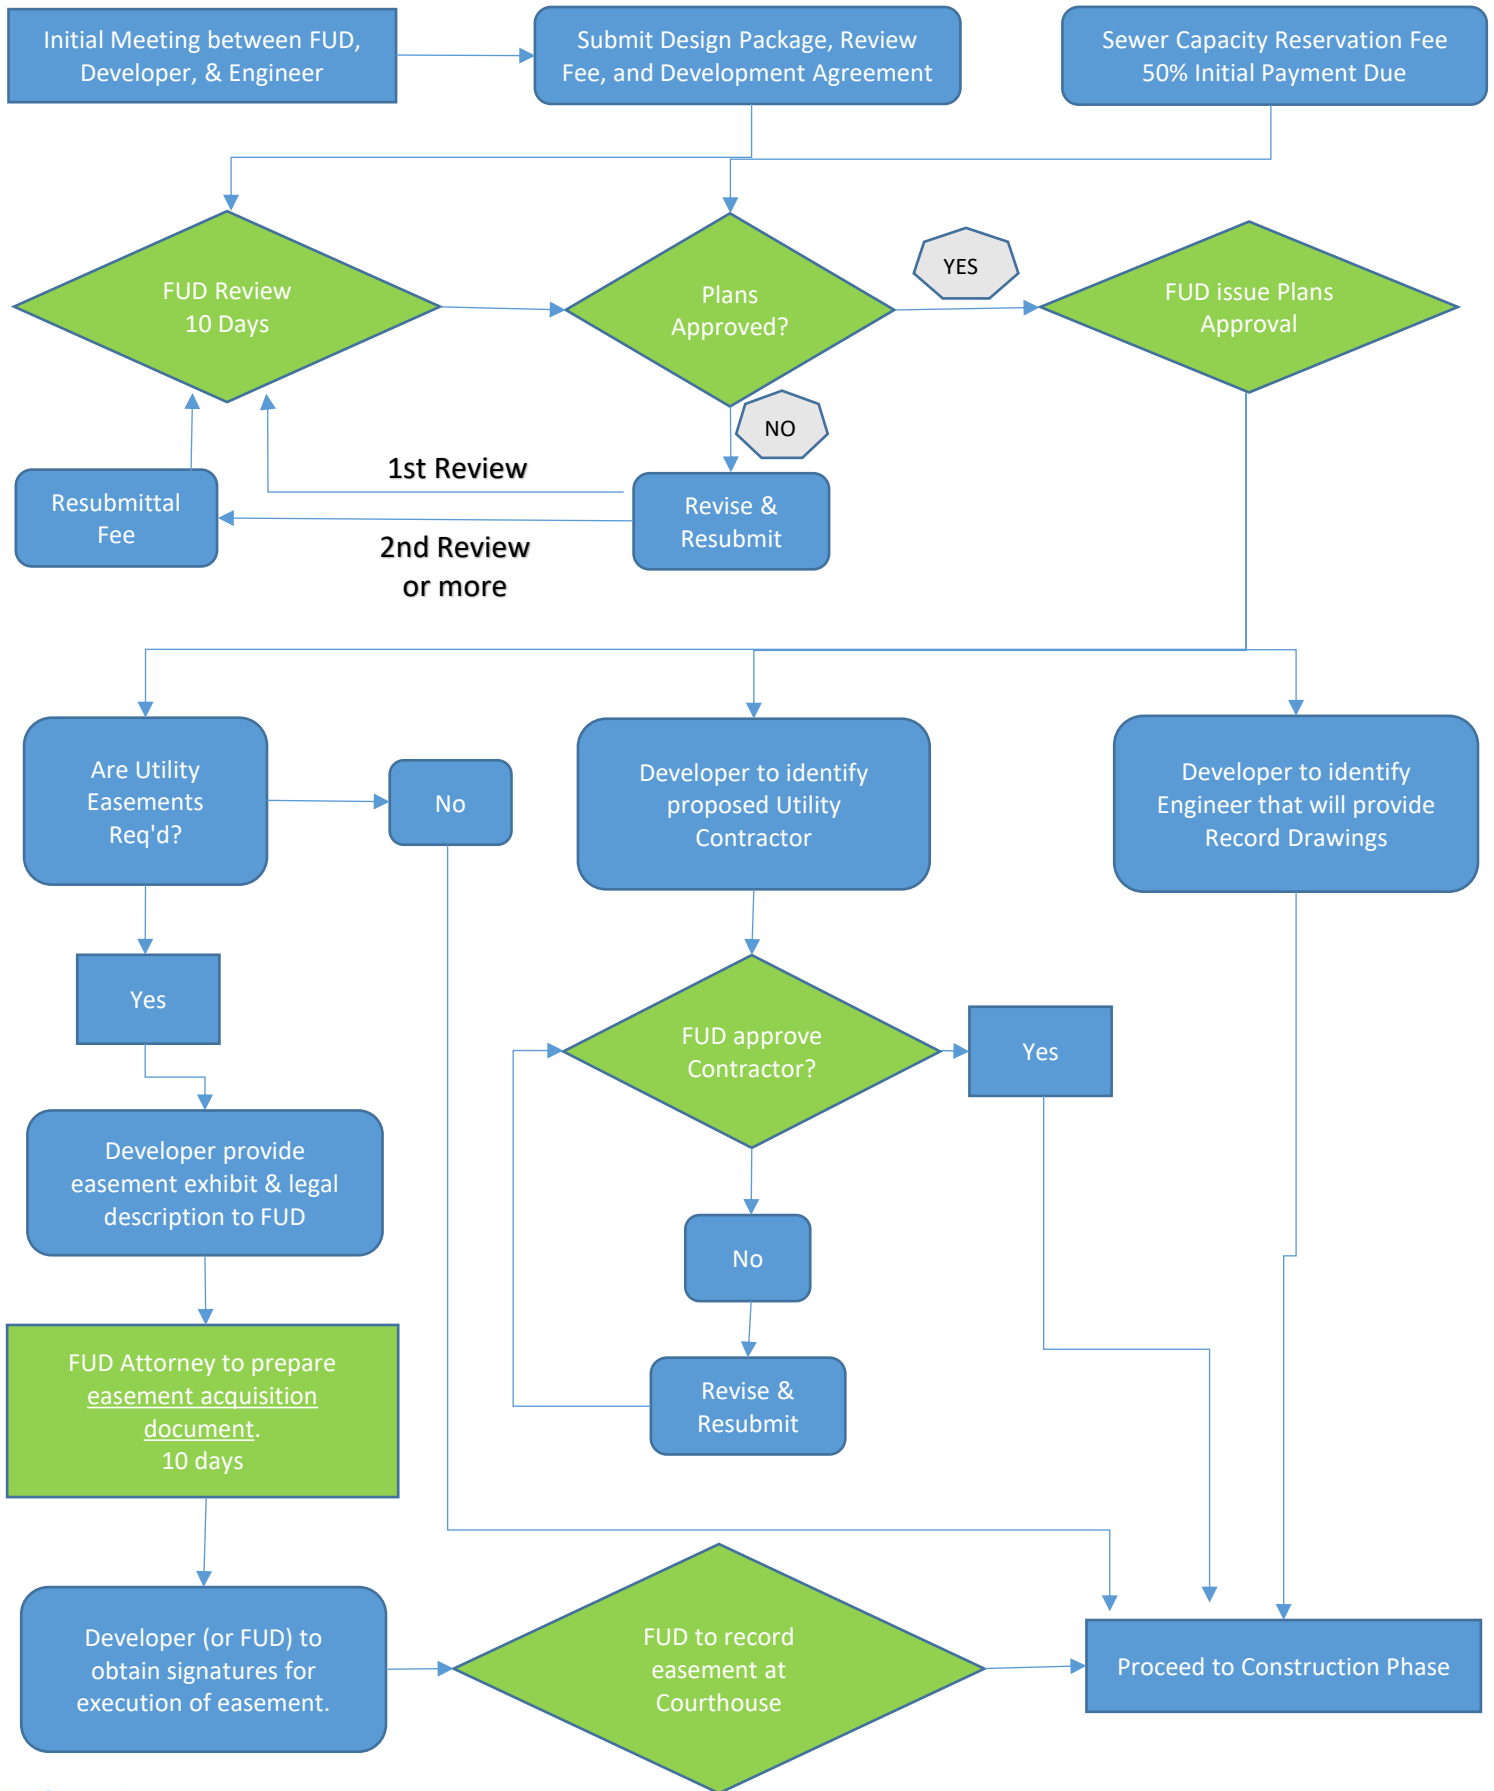 Initial Meeting between FUD,
Developer, & Engineer
Submit Design Package, Review
Fee, and Development Agreement
Sewer Capacity Reservation Fee
50% Initial Payment Due
FUD Review
10 Days
Plans
Approved?
YES
FUD issue Plans
Approval
NO
1st Review
Resubmittal
Fee
Revise &
Resubmit
2nd Review
or more
Are Utility
Easements
Req'd?
No
Developer to identify
proposed Utility
Contractor
Developer to identify
Engineer that will provide
Record Drawings
Yes
FUD approve
Contractor?
Yes
Developer provide
easement exhibit & legal
description to FUD
No
FUD Attorney to prepare
easement acquisition
document.
10 days
Revise &
Resubmit
Developer (or FUD) to
obtain signatures for
execution of easement.
FUD to record
easement at
Courthouse
Proceed to Construction Phase